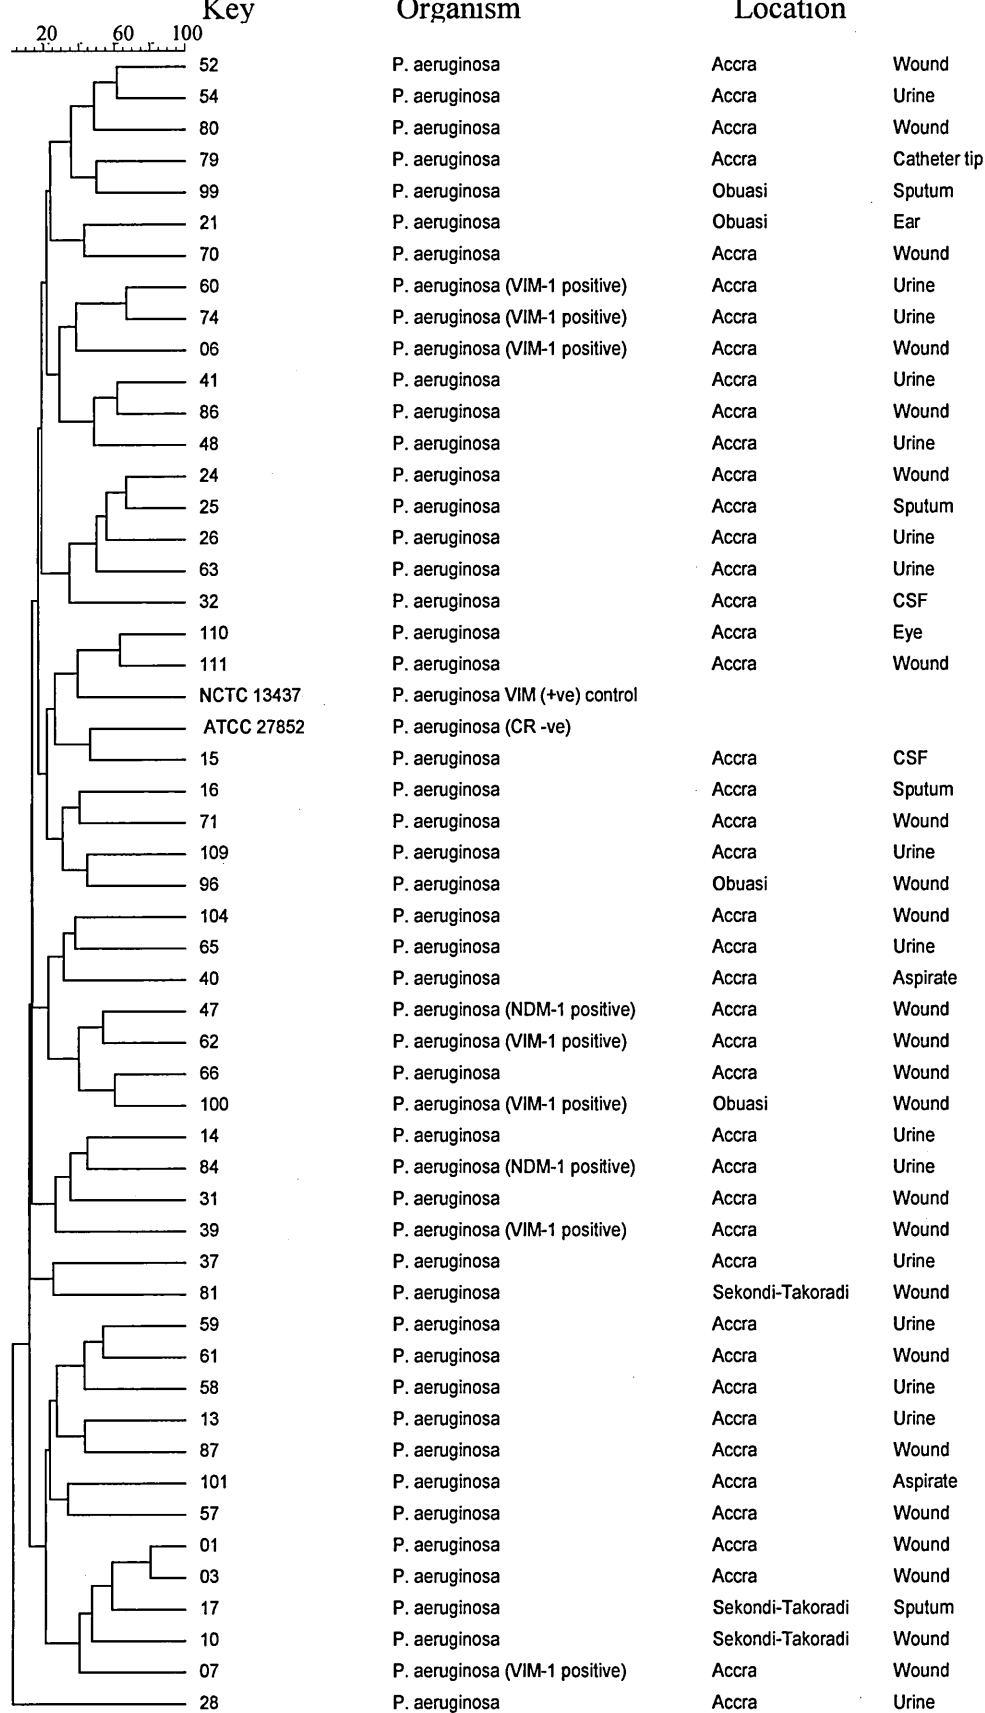 Key Organism Location
20 60 100
52 P. aeruginosa Accra Wound
54 P. aeruginosa Accra Urine
80 P. aeruginosa Accra Wound
79 P. aeruginosa Accra Catheter tip
99 P. aeruginosa Obuasi Sputum
21 P. aeruginosa Obuasi Ear
70 P. aeruginosa Accra Wound
60 P. aeruginosa (VIM-1 positive) Accra Urine
74 P. aeruginosa (VIM-1 positive) Accra Urine
06 P. aeruginosa (VIM-1 positive) Accra Wound
41 P. aeruginosa Accra Urine
86 P. aeruginosa Accra Wound
48 P. aeruginosa Accra Urine
24 P. aeruginosa Accra Wound
25 P. aeruginosa Accra Sputum
26 P. aeruginosa Accra Urine
63 P. aeruginosa Accra Urine
32 P. aeruginosa Accra CSF
110 P. aeruginosa Accra Eye
111 P. aeruginosa Accra Wound
NCTC 13437 P. aeruginosa VIM (+ve) control
ATCC 27852 P. aeruginosa (CR -ve)
15 P. aeruginosa Accra CSF
16 P. aeruginosa Accra Sputum
71 P. aeruginosa Accra Wound
109 P. aeruginosa Accra Urine
96 P. aeruginosa Obuasi Wound
104 P. aeruginosa Accra Wound
65 P. aeruginosa Accra Urine
40 P. aeruginosa Accra Aspirate
47 P. aeruginosa (NDM-1 positive) Accra Wound
62 P. aeruginosa (VIM-1 positive) Accra Wound
66 P. aeruginosa Accra Wound
100 P. aeruginosa (VIM-1 positive) Obuasi Wound
14 P. aeruginosa Accra Urine
84 P. aeruginosa (NDM-1 positive) Accra Urine
31 P. aeruginosa Accra Wound
39 P. aeruginosa (VIM-1 positive) Accra Wound
37 P. aeruginosa Accra Urine
81 P. aeruginosa Sekondi-Takoradi Wound
59 P. aeruginosa Accra Urine
61 P. aeruginosa Accra Wound
58 P. aeruginosa Accra Urine
13 P. aeruginosa Accra Urine
87 P. aeruginosa Accra Wound
101 P. aeruginosa Accra Aspirate
57 P. aeruginosa Accra Wound
01 P. aeruginosa Accra Wound
03 P. aeruginosa Accra Wound
17 P. aeruginosa Sekondi-Takoradi Sputum
10 P. aeruginosa Sekondi-Takoradi Wound
07 P. aeruginosa (VIM-1 positive) Accra Wound
28 P. aeruginosa Accra Urine